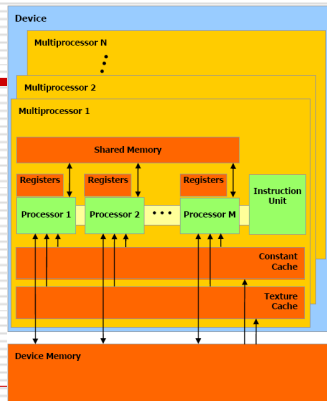 Device
Multiprocessor N
Multiprocessor 2
Multiprocessor 1
Shared Memory
Registers
Registers
Registers
Processor 1
Processor 2
Processor M
Instruction
Unit
Constant
Cache
Texture
Cache
Device Memory